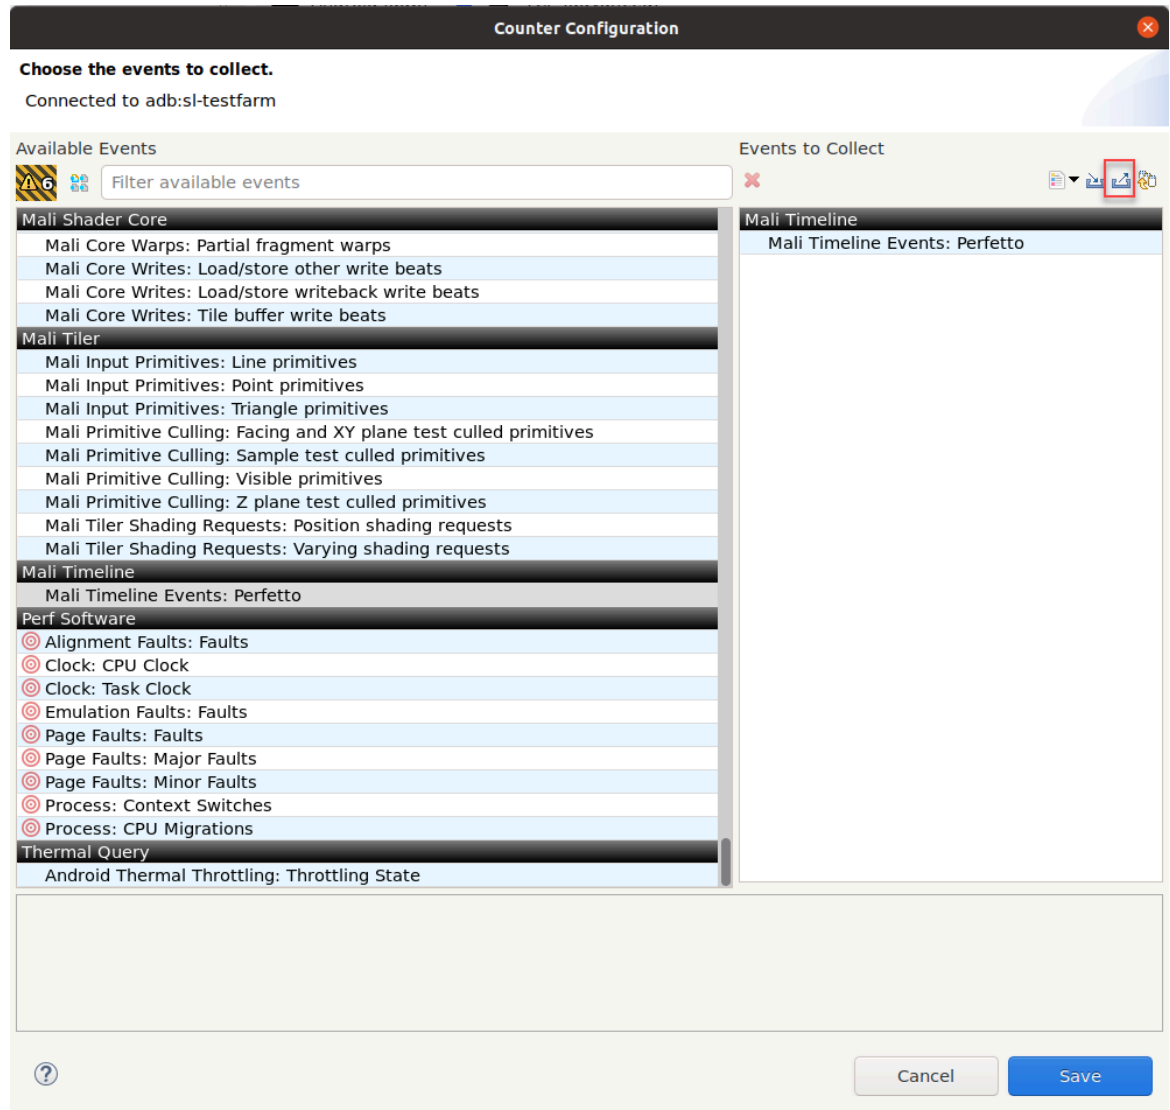 Counter Configuration
Choose the events to collect.
Connected to adb:sl-testfarm
Available Events
Events to Collect
6
Filter available events
Mali Shader Core
Mali Core Warps: Partial fragment warps
Mali Core Writes: Load/store other write beats
Mali Core Writes: Load/store writeback write beats
Mali Core Writes: Tile buffer write beats
Mali Tiler
Mali Input Primitives: Line primitives
Mali Input Primitives: Point primitives
Mali Input Primitives: Triangle primitives
Mali Primitive Culling: Facing and XY plane test culled primitives
Mali Primitive Culling: Sample test culled primitives
Mali Primitive Culling: Visible primitives
Mali Primitive Culling: Z plane test culled primitives
Mali Tiler Shading Requests: Position shading requests
Mali Tiler Shading Requests: Varying shading requests
Mali Timeline
Mali Timeline Events: Perfetto
Perf Software
Alignment Faults: Faults
Clock: CPU Clock
Clock: Task Clock
Emulation Faults: Faults
Page Faults: Faults
Page Faults: Major Faults
Page Faults: Minor Faults
Process: Context Switches
Process: CPU Migrations
Thermal Query
Android Thermal Throttling: Throttling State
Mali Timeline
Mali Timeline Events: Perfetto
Cancel
Save